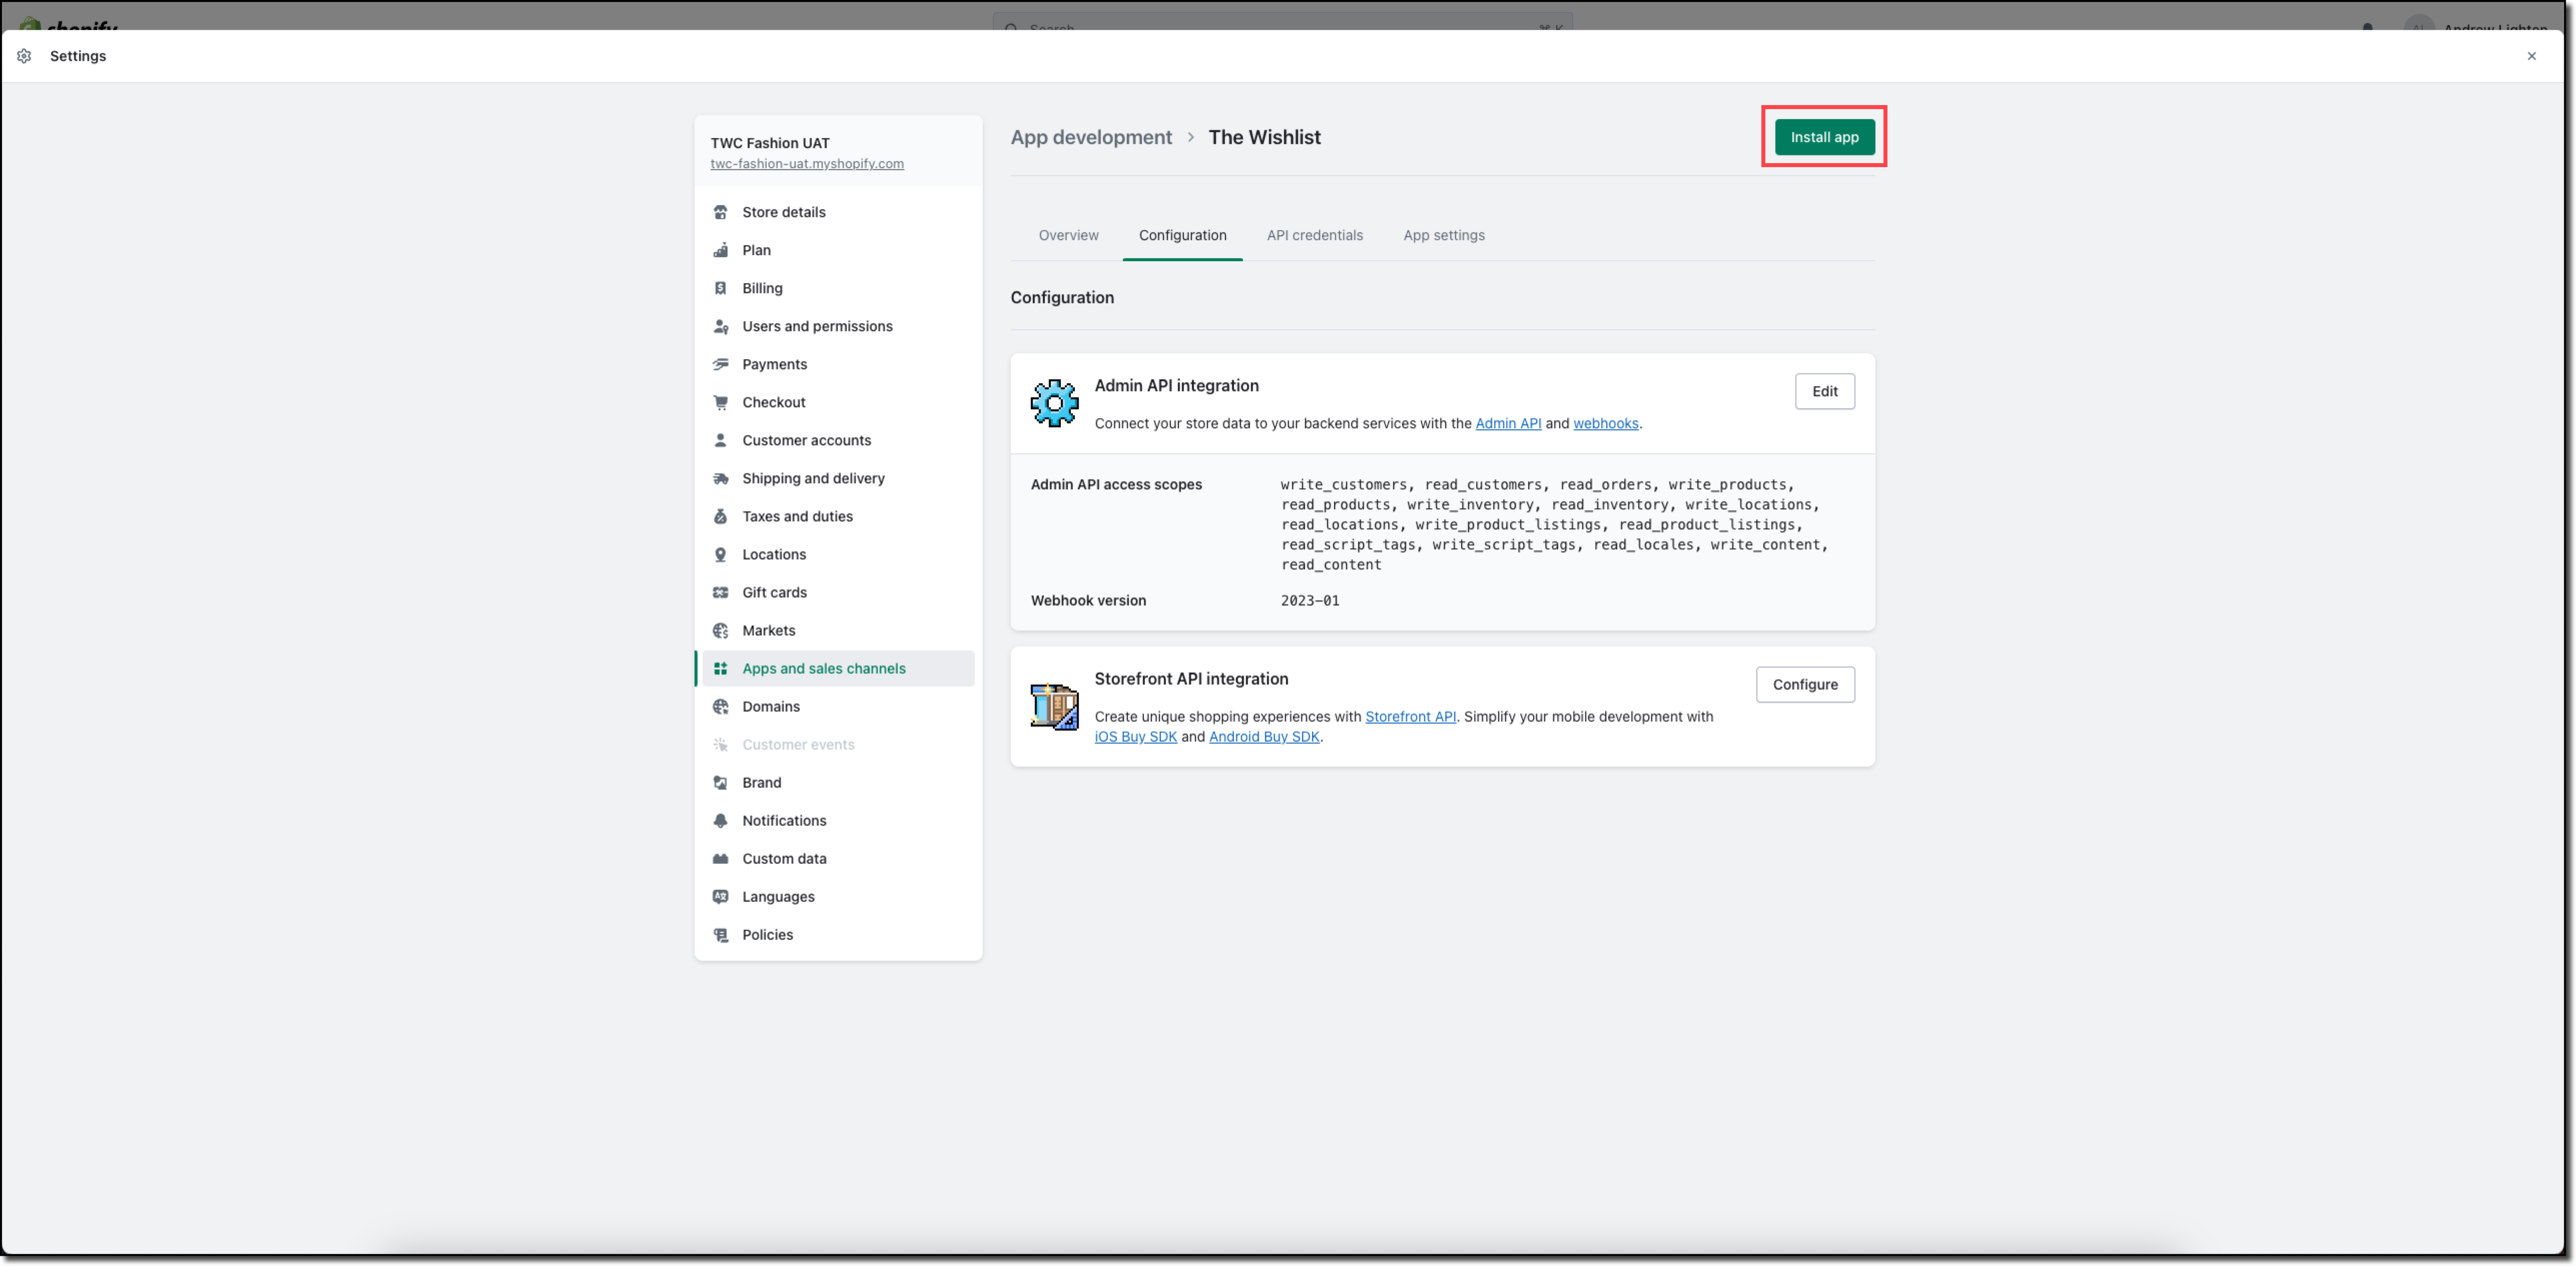 shopify
Search
⌘ K
Andrew Lighton
Settings
TWC Fashion UAT
twc-fashion-uat.myshopify.com
Store details
Plan
Billing
Users and permissions
Payments
Checkout
Customer accounts
Shipping and delivery
Taxes and duties
Locations
Gift cards
Markets
Apps and sales channels
Domains
Customer events
Brand
Notifications
Custom data
Languages
Policies
App development > The Wishlist
Install app
Overview Configuration API credentials App settings
Configuration
Admin API integration
Edit
Connect your store data to your backend services with the Admin API and webhooks.
Admin API access scopes
write_customers, read_customers, read_orders, write_products,
read_products, write_inventory, read_inventory, write_locations,
read_locations, write_product_listings, read_product_listings,
read_script_tags, write_script_tags, read_locales, write_content,
read_content
Webhook version 2023-01
Storefront API integration
Configure
Create unique shopping experiences with Storefront API. Simplify your mobile development with
iOS Buy SDK and Android Buy SDK.